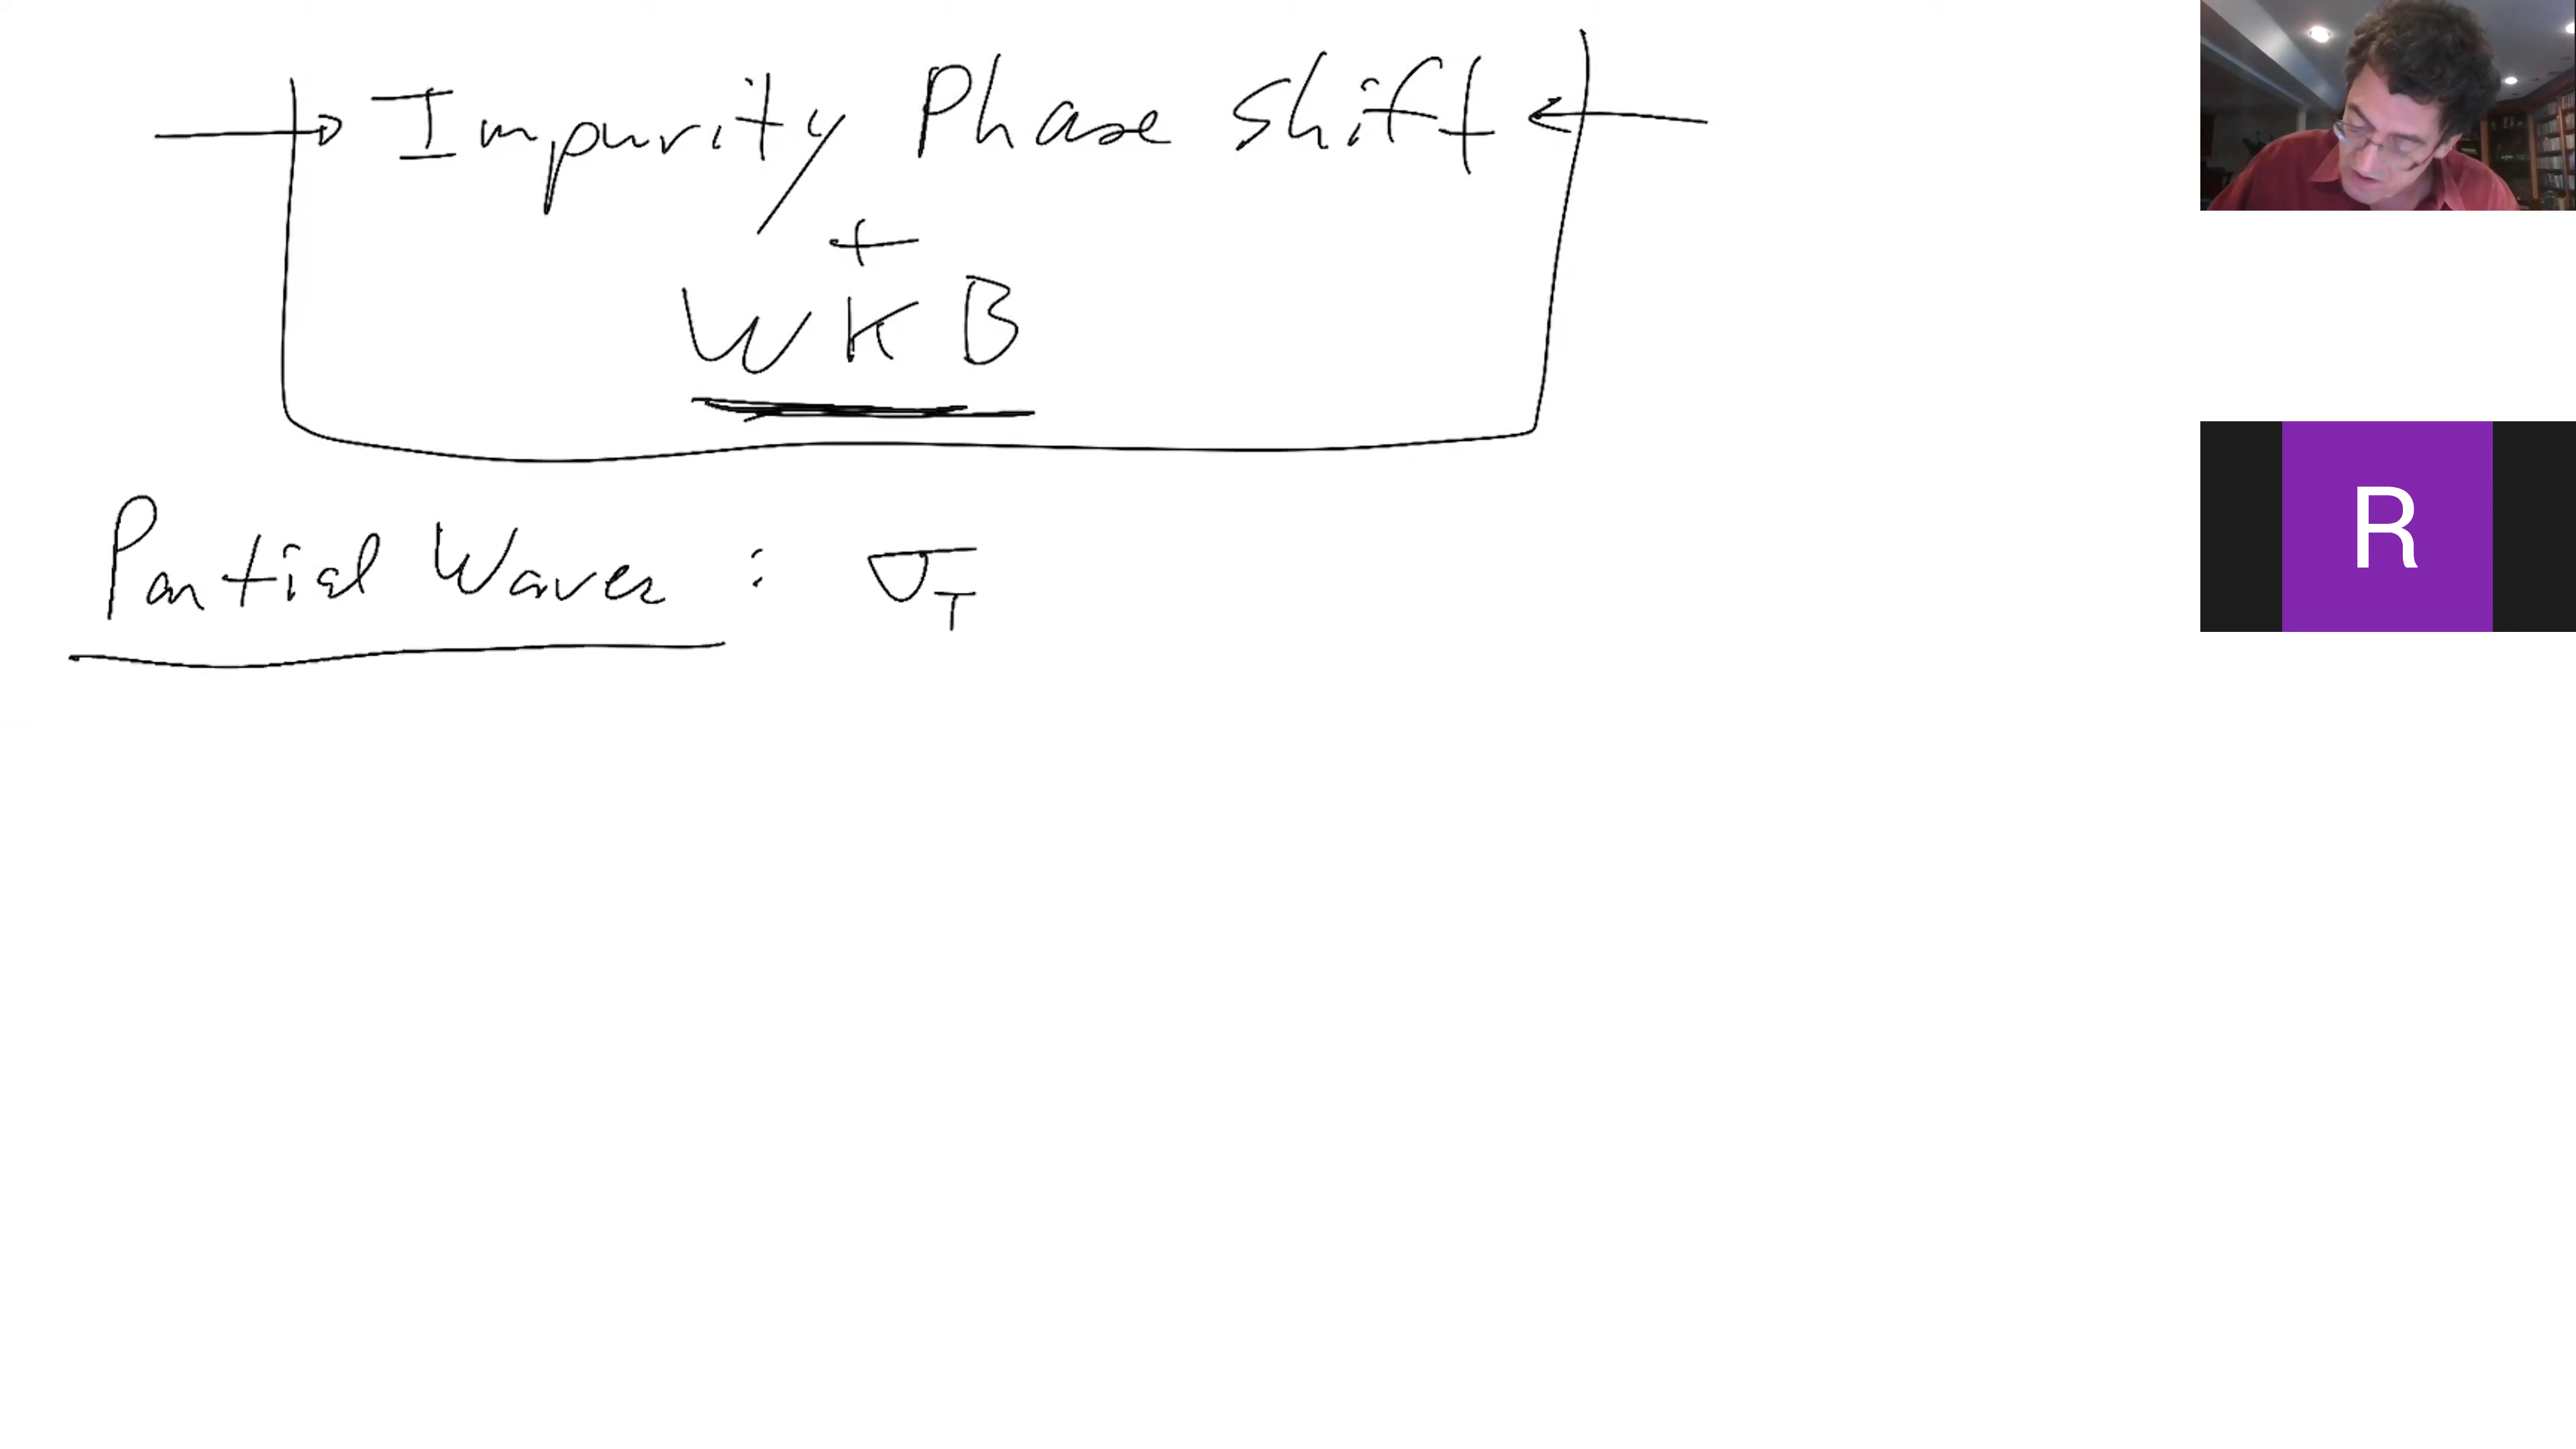 Impurity Phase Shift
+
WKB
Partial Waves : σ_T
R